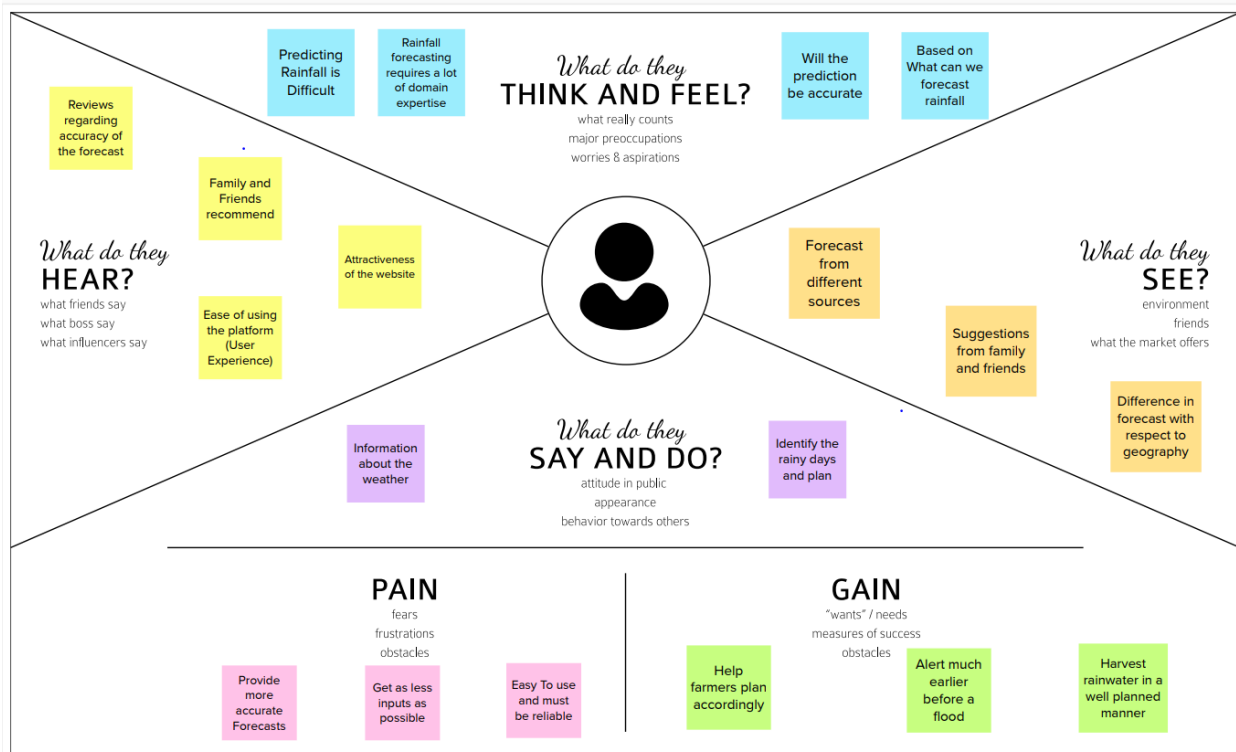 Predicting
Rainfall is
Difficult
Rainfall
forecasting
requires a lot
of domain
expertise
What do they
THINK AND FEEL?
what really counts
major preoccupations
worries & aspirations
Will the
prediction
be accurate
Based on
What can we
forecast
rainfall
Reviews
regarding
accuracy of
the forecast
Family and
Friends
recommend
Attractiveness
of the website
What do they
HEAR?
what friends say
what boss say
what influencers say
Ease of using
the platform
(User
Experience)
Forecast
from
different
sources
What do they
SEE?
environment
friends
what the market offers
Suggestions
from family
and friends
Difference in
forecast with
respect to
geography
Information
about the
weather
What do they
SAY AND DO?
attitude in public
appearance
behavior towards others
Identify the
rainy days
and plan
PAIN
fears
frustrations
obstacles
Provide
more
accurate
Forecasts
Get as less
inputs as
possible
Easy To use
and must
be reliable
GAIN
"wants" / needs
measures of success
obstacles
Help
farmers plan
accordingly
Alert much
earlier
before a
flood
Harvest
rainwater in a
well planned
manner